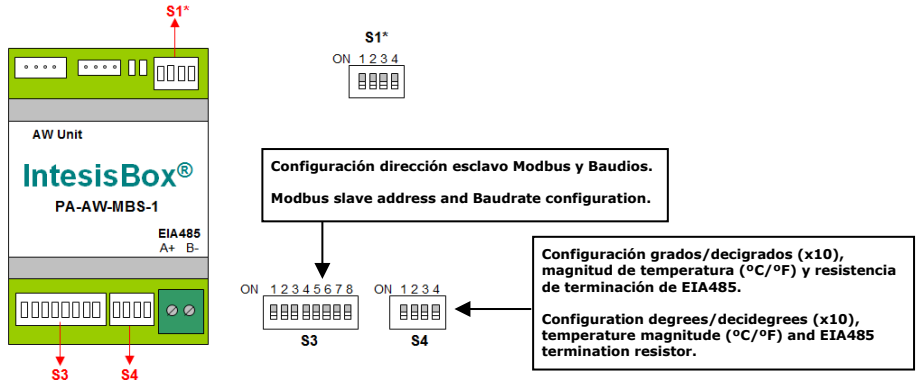 S1*
S1*
ON 1 2 3 4
AW Unit
IntesisBox®
PA-AW-MBS-1
EIA485
A+ B-
Configuración dirección esclavo Modbus y Baudios.
Modbus slave address and Baudrate configuration.
Configuración grados/decigrados (x10),
magnitud de temperatura (ºC/ºF) y resistencia
de terminación de EIA485.
Configuration degrees/decidegrees (x10),
temperature magnitude (ºC/ºF) and EIA485
termination resistor.
ON 1 2 3 4 5 6 7 8
ON 1 2 3 4
S3
S4
S3
S4